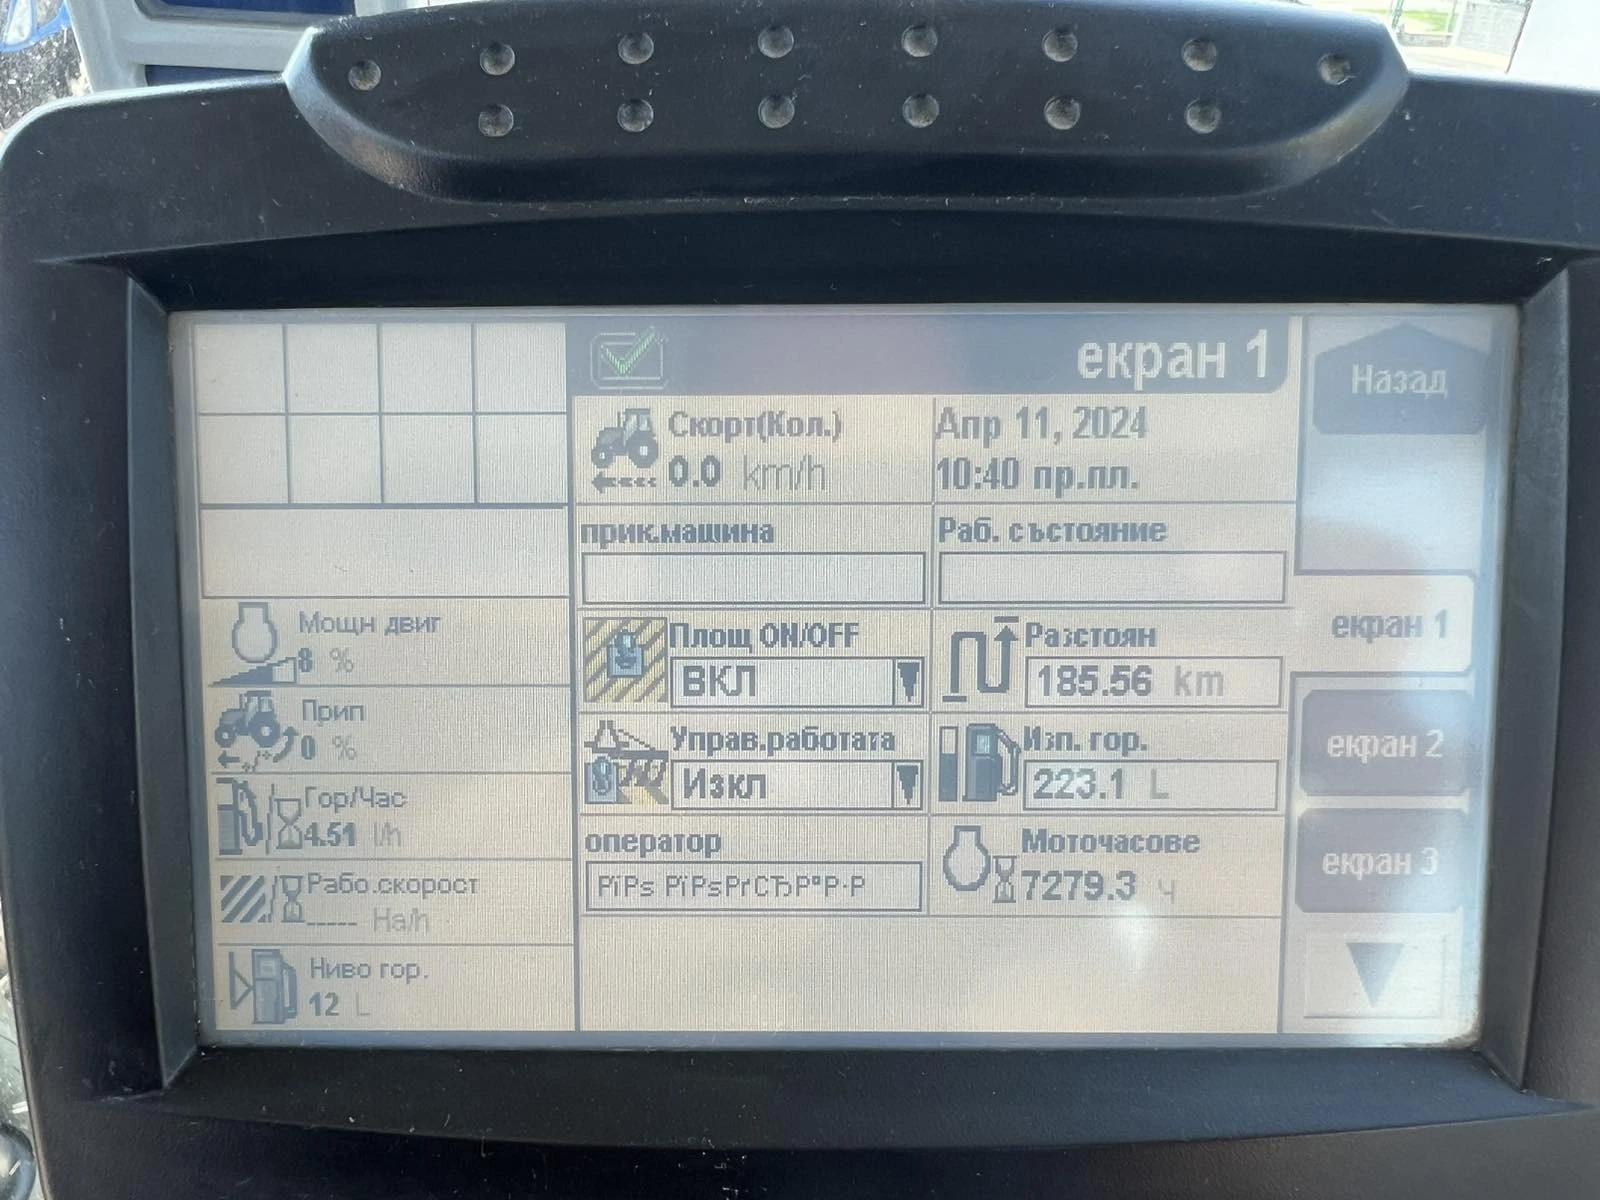 екран 1
Назад
Скорт(Кол.)
0.0 km/h
Апр 11, 2024
10:40 пр.пл.
прик.машина
Раб. състояние
екран 1
Мощн двиг
8 %
Площ ON/OFF
ВКЛ
Разстоян
185.56 km
Прип
0 %
Управ.работата
Изкл
Изп. гор.
223.1 L
екран 2
Гор/Час
4.51 l/h
оператор
РїРѕ РїРѕРґСЂР°Р·Р
Моточасове
7279.3 ч
екран 3
Рабо.скорост
----- Ha/h
Ниво гор.
12 L